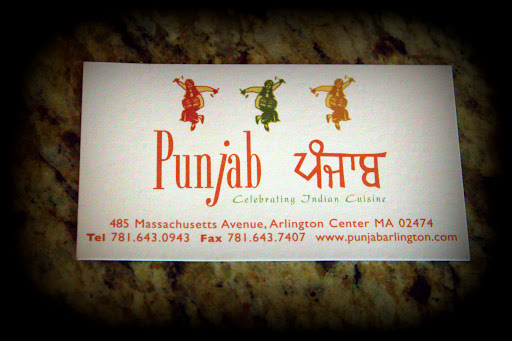 Punjab ਪੰਜਾਬ
Celebrating Indian Cuisine
485 Massachusetts Avenue, Arlington Center MA 02474
Tel 781.643.0943 Fax 781.643.7407 www.punjabarlington.com